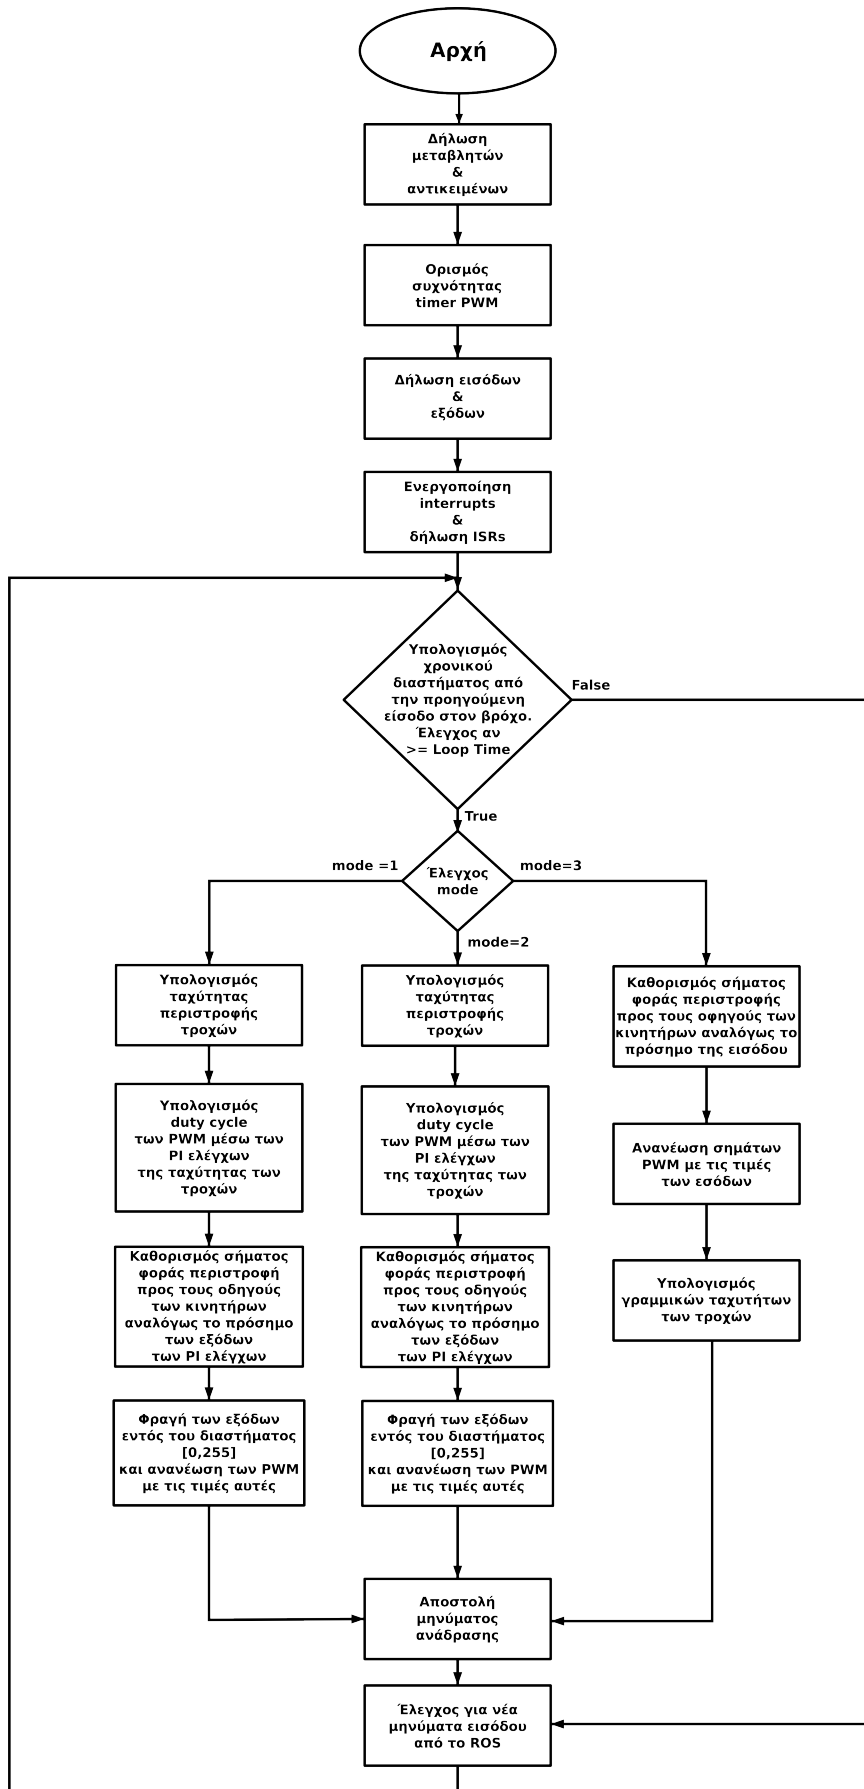 Αρχή
Δήλωση
μεταβλητών
&
αντικειμένων
Ορισμός
συχνότητας
timer PWM
Δήλωση εισόδων
&
εξόδων
Ενεργοποίηση
interrupts
&
δήλωση ISRs
Υπολογισμός
χρονικού
διαστήματος από
την προηγούμενη
είσοδο στον βρόχο.
Έλεγχος αν
>= Loop Time
False
True
Έλεγχος
mode
mode =1
mode=2
mode=3
Υπολογισμός
ταχύτητας
περιστροφής
τροχών
Υπολογισμός
duty cycle
των PWM μέσω των
PI ελέγχων
της ταχύτητας των
τροχών
Καθορισμός σήματος
φοράς περιστροφή
προς τους οδηγούς
των κινητήρων
αναλόγως το πρόσημο
των εξόδων
των PI ελέγχων
Φραγή των εξόδων
εντός του διαστήματος
[0,255]
και ανανέωση των PWM
με τις τιμές αυτές
Υπολογισμός
ταχύτητας
περιστροφής
τροχών
Υπολογισμός
duty cycle
των PWM μέσω των
PI ελέγχων
της ταχύτητας των
τροχών
Καθορισμός σήματος
φοράς περιστροφή
προς τους οδηγούς
των κινητήρων
αναλόγως το πρόσημο
των εξόδων
των PI ελέγχων
Φραγή των εξόδων
εντός του διαστήματος
[0,255]
και ανανέωση των PWM
με τις τιμές αυτές
Καθορισμός σήματος
φοράς περιστροφής
προς τους οφηγούς των
κινητήρων αναλόγως το
πρόσημο της εισόδου
Ανανέωση σημάτων
PWM με τις τιμές
των εσόδων
Υπολογισμός
γραμμικών ταχυτήτων
των τροχών
Αποστολή
μηνύματος
ανάδρασης
Έλεγχος για νέα
μηνύματα εισόδου
από το ROS